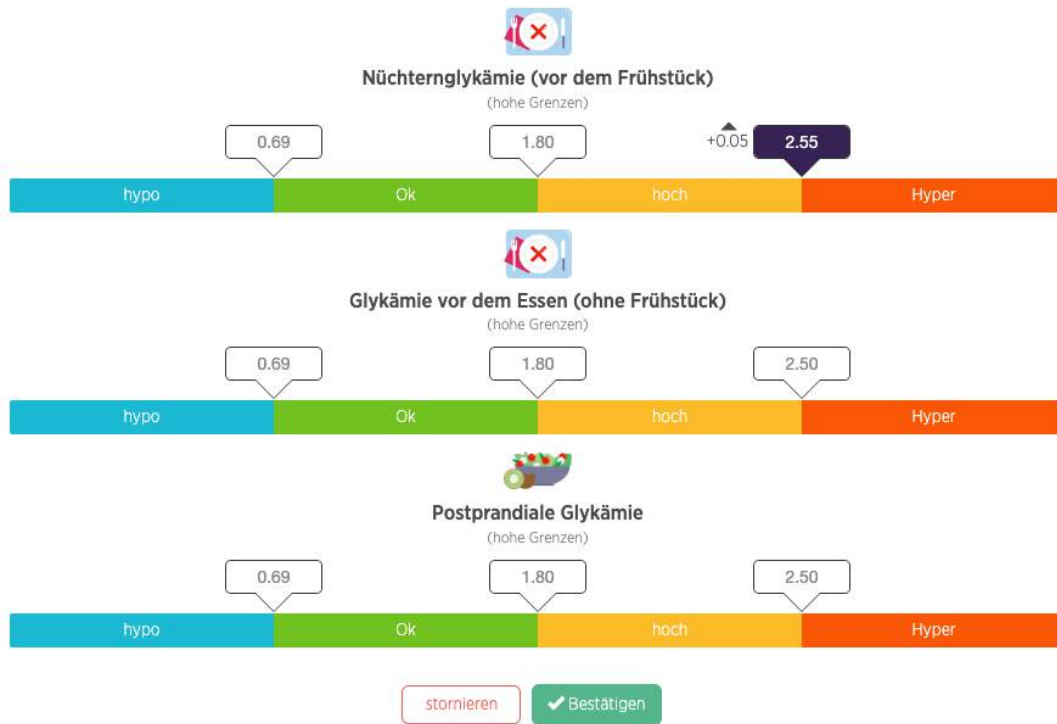 Nüchternglykämie (vor dem Frühstück)
(hohe Grenzen)
0.69 1.80 +0.05 2.55
hypo Ok hoch Hyper
Glykämie vor dem Essen (ohne Frühstück)
(hohe Grenzen)
0.69 1.80 2.50
hypo Ok hoch Hyper
Postprandiale Glykämie
(hohe Grenzen)
0.69 1.80 2.50
hypo Ok hoch Hyper
stornieren Bestätigen